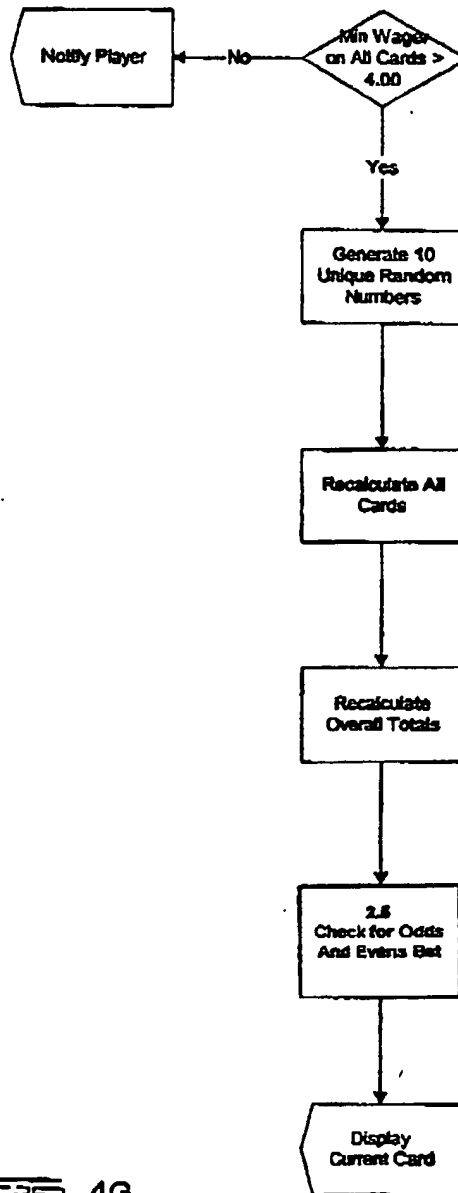 Notify Player
No
Min Wager
on All Cards >
4.00
Yes
Generate 10
Unique Random
Numbers
Recalculate All
Cards
Recalculate
Overall Totals
2.5
Check for Odds
And Evens Bet
Display
Current Card
4G